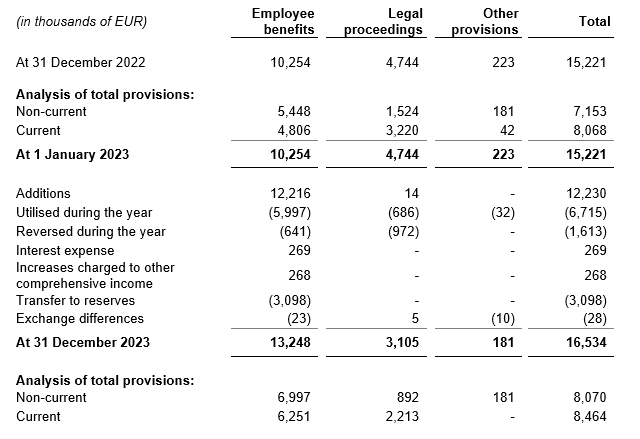 (in thousands of EUR) Employee benefits Legal proceedings Other provisions Total
At 31 December 2022 10,254 4,744 223 15,221
Analysis of total provisions:
Non-current 5,448 1,524 181 7,153
Current 4,806 3,220 42 8,068
At 1 January 2023 10,254 4,744 223 15,221
Additions 12,216 14 - 12,230
Utilised during the year (5,997) (686) (32) (6,715)
Reversed during the year (641) (972) - (1,613)
Interest expense 269 - - 269
Increases charged to other
comprehensive income 268 - - 268
Transfer to reserves (3,098) - - (3,098)
Exchange differences (23) 5 (10) (28)
At 31 December 2023 13,248 3,105 181 16,534
Analysis of total provisions:
Non-current 6,997 892 181 8,070
Current 6,251 2,213 - 8,464